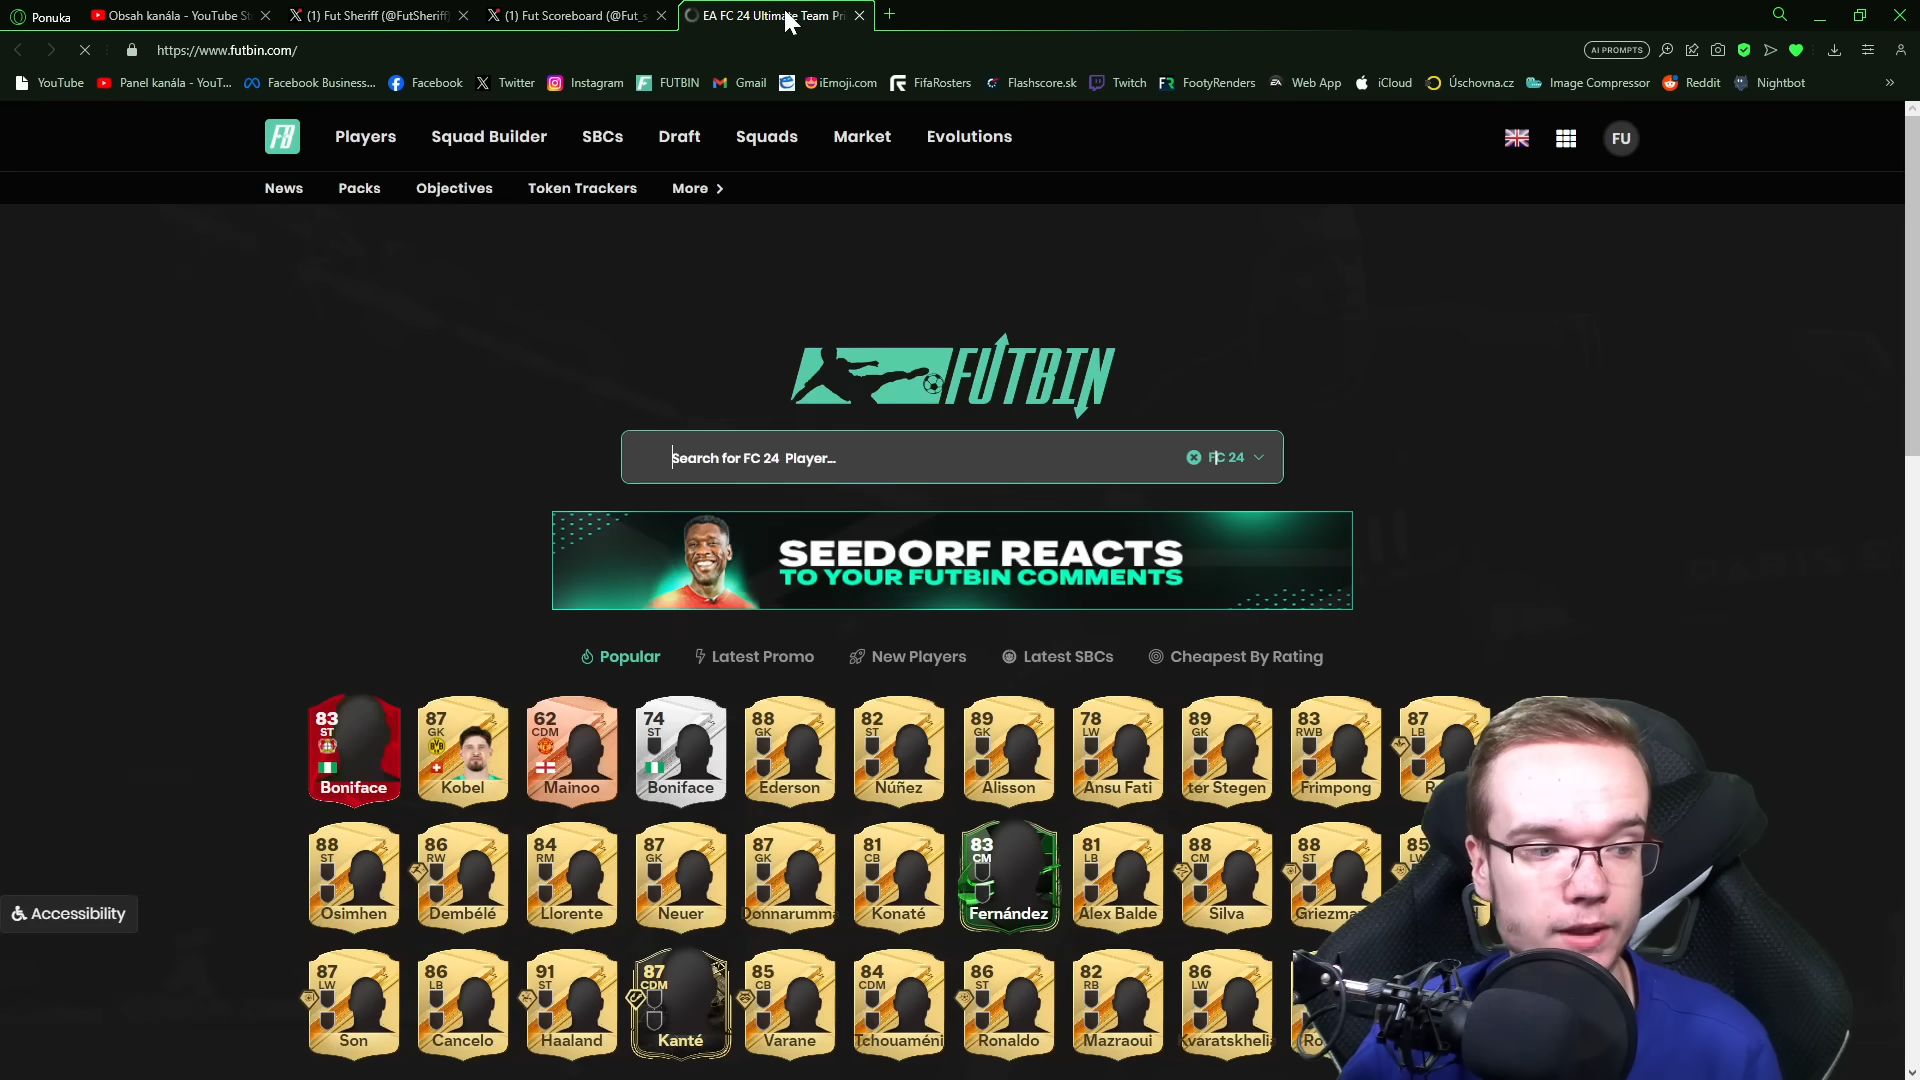 Ponuka
Obsah kanála - YouTube St
(1) Fut Sheriff (@FutSheriff)
(1) Fut Scoreboard (@Fut_s
EA FC 24 Ultimate Team Pri
https://www.futbin.com/
AI PROMPTS
YouTube
Panel kanála - YouT...
Facebook Business...
Facebook
Twitter
Instagram
FUTBIN
Gmail
iEmoji.com
FifaRosters
Flashscore.sk
Twitch
FootyRenders
Web App
iCloud
Úschovna.cz
Image Compressor
Reddit
Nightbot
Players
Squad Builder
SBCs
Draft
Squads
Market
Evolutions
FU
News
Packs
Objectives
Token Trackers
More
FUTBIN
Search for FC 24 Player...
FC 24
SEEDORF REACTS
TO YOUR FUTBIN COMMENTS
Popular
Latest Promo
New Players
Latest SBCs
Cheapest By Rating
83 ST Boniface
87 GK Kobel
62 CDM Mainoo
74 ST Boniface
88 GK Ederson
82 ST Núñez
89 GK Alisson
78 LW Ansu Fati
89 GK ter Stegen
83 RWB Frimpong
87 LB
88 ST Osimhen
86 RW Dembélé
84 RM Llorente
87 GK Neuer
87 GK Donnarumma
81 CB Konaté
83 CM Fernández
81 LB Álex Balde
88 CM Silva
88 ST Griezma
85 LW
87 LW Son
86 LB Cancelo
91 ST Haaland
87 CDM Kanté
85 CB Varane
84 CDM Tchouaméni
86 ST Ronaldo
82 RB Mazraoui
86 LW Kvaratskhelia
Ro
Accessibility